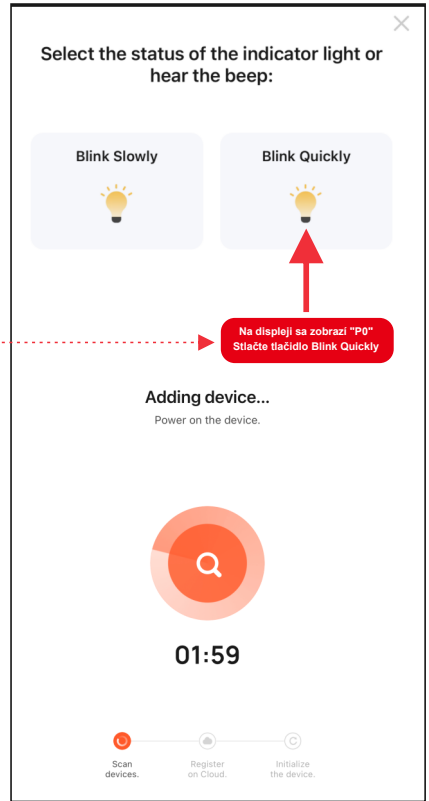 Select the status of the indicator light or
hear the beep:
Blink Slowly
Blink Quickly
Na displeji sa zobrazí "P0"
Stlačte tlačidlo Blink Quickly
Adding device...
Power on the device.
01:59
Scan
devices.
Register
on Cloud.
Initialize
the device.